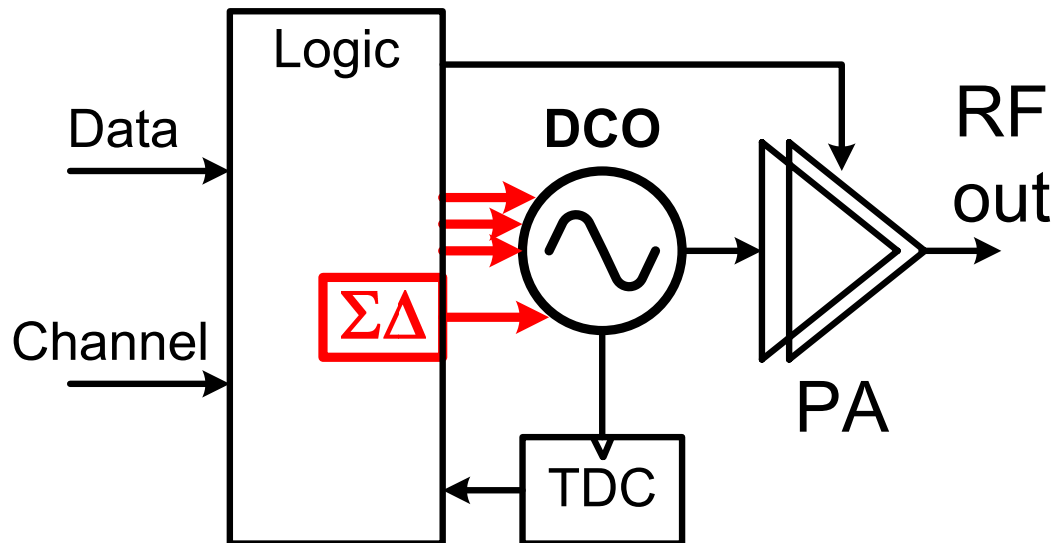 Logic
Data
DCO
RF
out
ΣΔ
Channel
PA
TDC